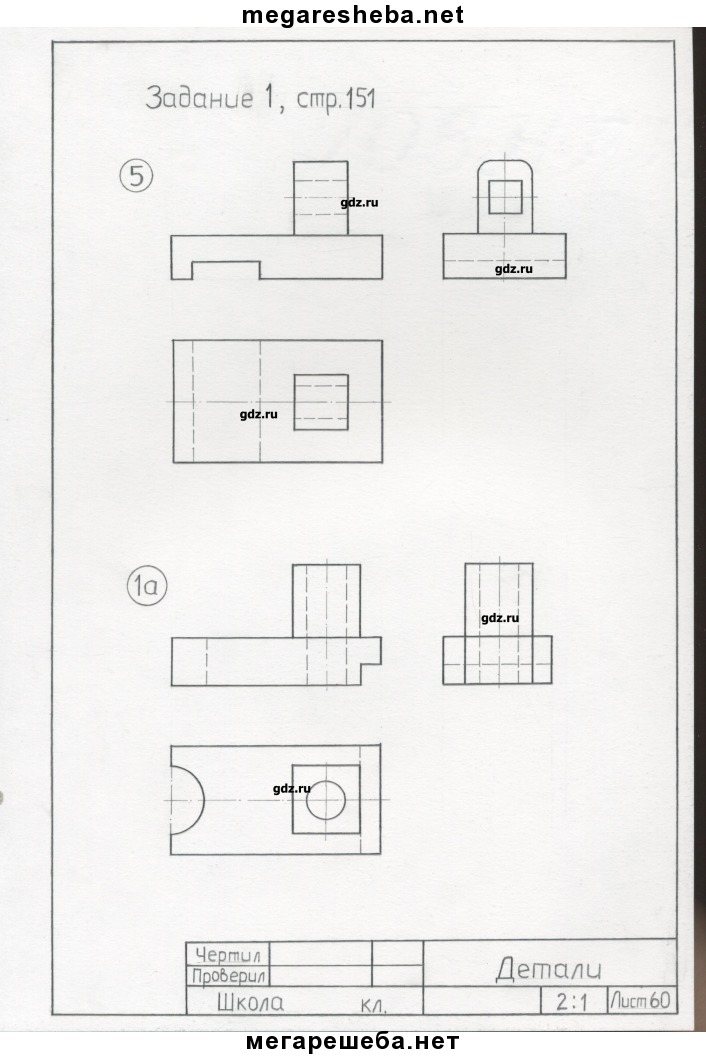 megaresheba.net
Задание 1, стр.151
5
gdz.ru
gdz.ru
gdz.ru
1а
gdz.ru
gdz.ru
Чертил
Проверил
Детали
Школа кл. 2:1 Лист 60
мегарешеба.нет